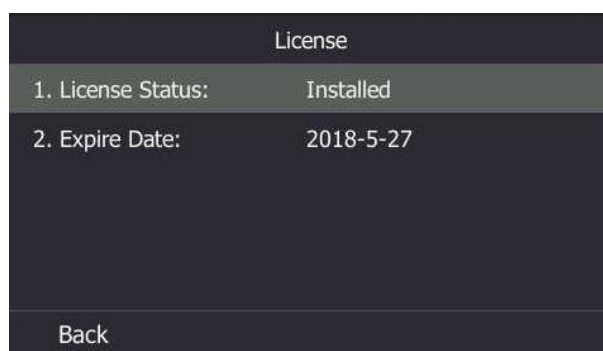 License
1. License Status: Installed
2. Expire Date: 2018-5-27
Back